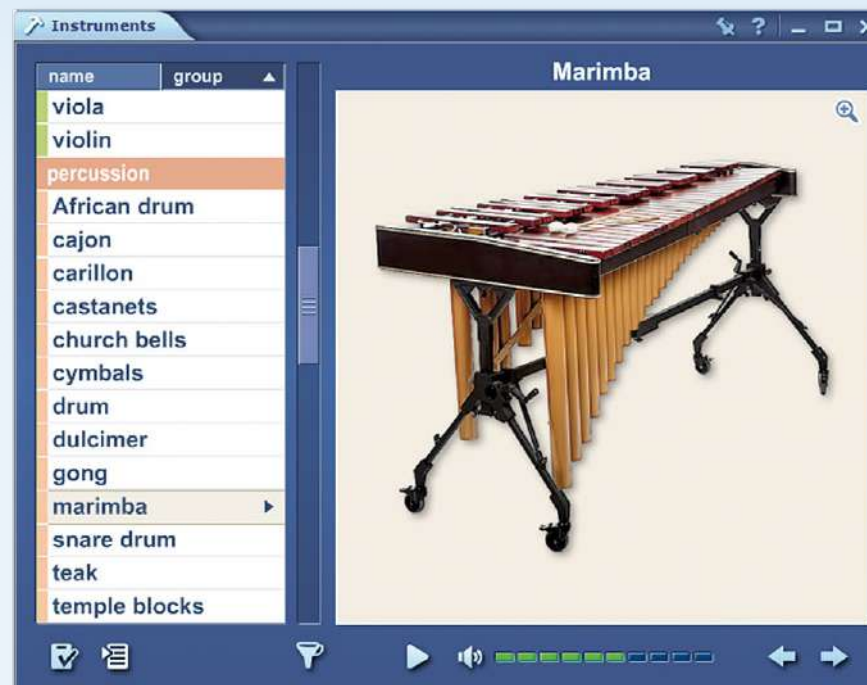 Instruments
?
name group
Marimba
viola
violin
percussion
African drum
cajon
carillon
castanets
church bells
cymbals
drum
dulcimer
gong
marimba
snare drum
teak
temple blocks